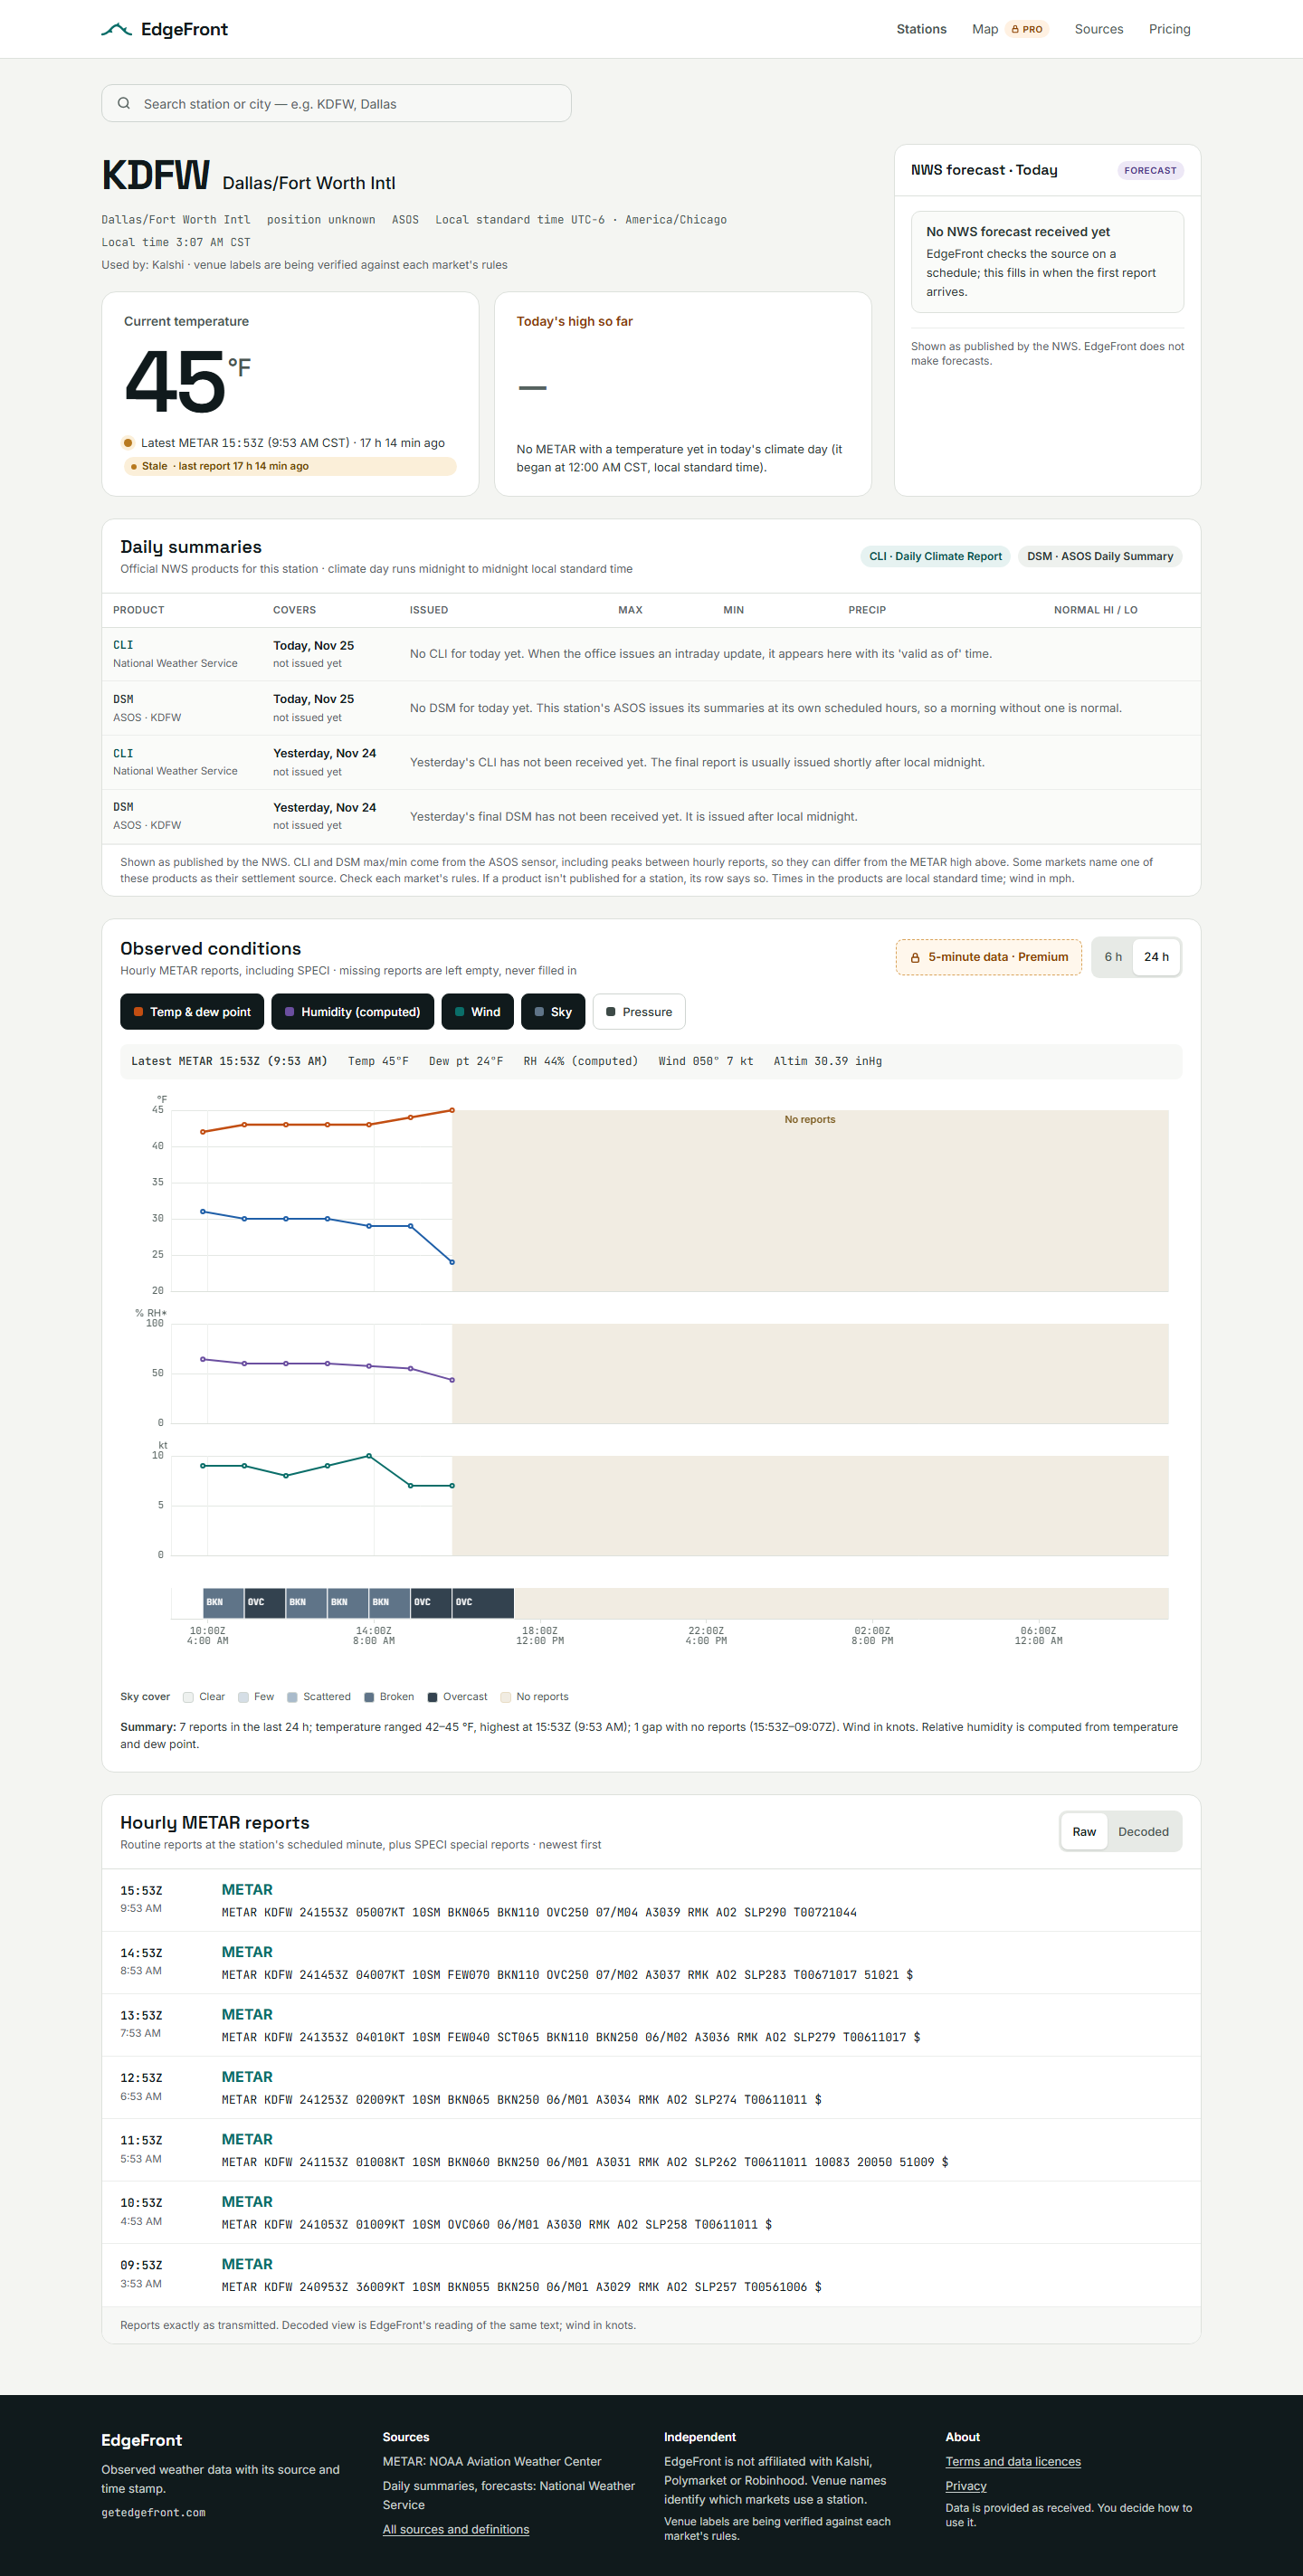 EdgeFront
Stations Map PRO Sources Pricing
Search station or city — e.g. KDFW, Dallas
KDFW Dallas/Fort Worth Intl
Dallas/Fort Worth Intl position unknown ASOS Local standard time UTC-6 · America/Chicago
Local time 3:07 AM CST
Used by: Kalshi · venue labels are being verified against each market's rules
Current temperature
45 °F
Latest METAR 15:53Z (9:53 AM CST) · 17 h 14 min ago
Stale · last report 17 h 14 min ago
Today's high so far
—
No METAR with a temperature yet in today's climate day (it
began at 12:00 AM CST, local standard time).
NWS forecast · Today FORECAST
No NWS forecast received yet
EdgeFront checks the source on a
schedule; this fills in when the first report
arrives.
Shown as published by the NWS. EdgeFront does not
make forecasts.
Daily summaries
Official NWS products for this station · climate day runs midnight to midnight local standard time
CLI · Daily Climate Report DSM · ASOS Daily Summary
PRODUCT COVERS ISSUED MAX MIN PRECIP NORMAL HI / LO
CLI
National Weather Service
Today, Nov 25
not issued yet
No CLI for today yet. When the office issues an intraday update, it appears here with its 'valid as of' time.
DSM
ASOS · KDFW
Today, Nov 25
not issued yet
No DSM for today yet. This station's ASOS issues its summaries at its own scheduled hours, so a morning without one is normal.
CLI
National Weather Service
Yesterday, Nov 24
not issued yet
Yesterday's CLI has not been received yet. The final report is usually issued shortly after local midnight.
DSM
ASOS · KDFW
Yesterday, Nov 24
not issued yet
Yesterday's final DSM has not been received yet. It is issued after local midnight.
Shown as published by the NWS. CLI and DSM max/min come from the ASOS sensor, including peaks between hourly reports, so they can differ from the METAR high above. Some markets name one of
these products as their settlement source. Check each market's rules. If a product isn't published for a station, its row says so. Times in the products are local standard time; wind in mph.
Observed conditions
Hourly METAR reports, including SPECI · missing reports are left empty, never filled in
5-minute data · Premium
6 h 24 h
Temp & dew point Humidity (computed) Wind Sky Pressure
Latest METAR 15:53Z (9:53 AM) Temp 45°F Dew pt 24°F RH 44% (computed) Wind 050° 7 kt Altim 30.39 inHg
°F
45
No reports
40
35
30
25
20
% RH*
100
50
0
kt
10
5
0
BKN OVC BKN BKN BKN OVC OVC
10:00Z 14:00Z 18:00Z 22:00Z 02:00Z 06:00Z
4:00 AM 8:00 AM 12:00 PM 4:00 PM 8:00 PM 12:00 AM
Sky cover Clear Few Scattered Broken Overcast No reports
Summary: 7 reports in the last 24 h; temperature ranged 42–45 °F, highest at 15:53Z (9:53 AM); 1 gap with no reports (15:53Z–09:07Z). Wind in knots. Relative humidity is computed from temperature
and dew point.
Hourly METAR reports
Routine reports at the station's scheduled minute, plus SPECI special reports · newest first
Raw Decoded
15:53Z
9:53 AM
METAR
METAR KDFW 241553Z 05007KT 10SM BKN065 BKN110 OVC250 07/M04 A3039 RMK AO2 SLP290 T00721044
14:53Z
8:53 AM
METAR
METAR KDFW 241453Z 04007KT 10SM FEW070 BKN110 OVC250 07/M02 A3037 RMK AO2 SLP283 T00671017 51021 $
13:53Z
7:53 AM
METAR
METAR KDFW 241353Z 04010KT 10SM FEW040 SCT065 BKN110 BKN250 06/M02 A3036 RMK AO2 SLP279 T00611017 $
12:53Z
6:53 AM
METAR
METAR KDFW 241253Z 02009KT 10SM BKN065 BKN250 06/M01 A3034 RMK AO2 SLP274 T00611011 $
11:53Z
5:53 AM
METAR
METAR KDFW 241153Z 01008KT 10SM BKN060 BKN250 06/M01 A3031 RMK AO2 SLP262 T00611011 10083 20050 51009 $
10:53Z
4:53 AM
METAR
METAR KDFW 241053Z 01009KT 10SM OVC060 06/M01 A3030 RMK AO2 SLP258 T00611011 $
09:53Z
3:53 AM
METAR
METAR KDFW 240953Z 36009KT 10SM BKN055 BKN250 06/M01 A3029 RMK AO2 SLP257 T00561006 $
Reports exactly as transmitted. Decoded view is EdgeFront's reading of the same text; wind in knots.
EdgeFront
Observed weather data with its source and
time stamp.
getedgefront.com
Sources
METAR: NOAA Aviation Weather Center
Daily summaries, forecasts: National Weather
Service
All sources and definitions
Independent
EdgeFront is not affiliated with Kalshi,
Polymarket or Robinhood. Venue names
identify which markets use a station.
Venue labels are being verified against each
market's rules.
About
Terms and data licences
Privacy
Data is provided as received. You decide how to
use it.